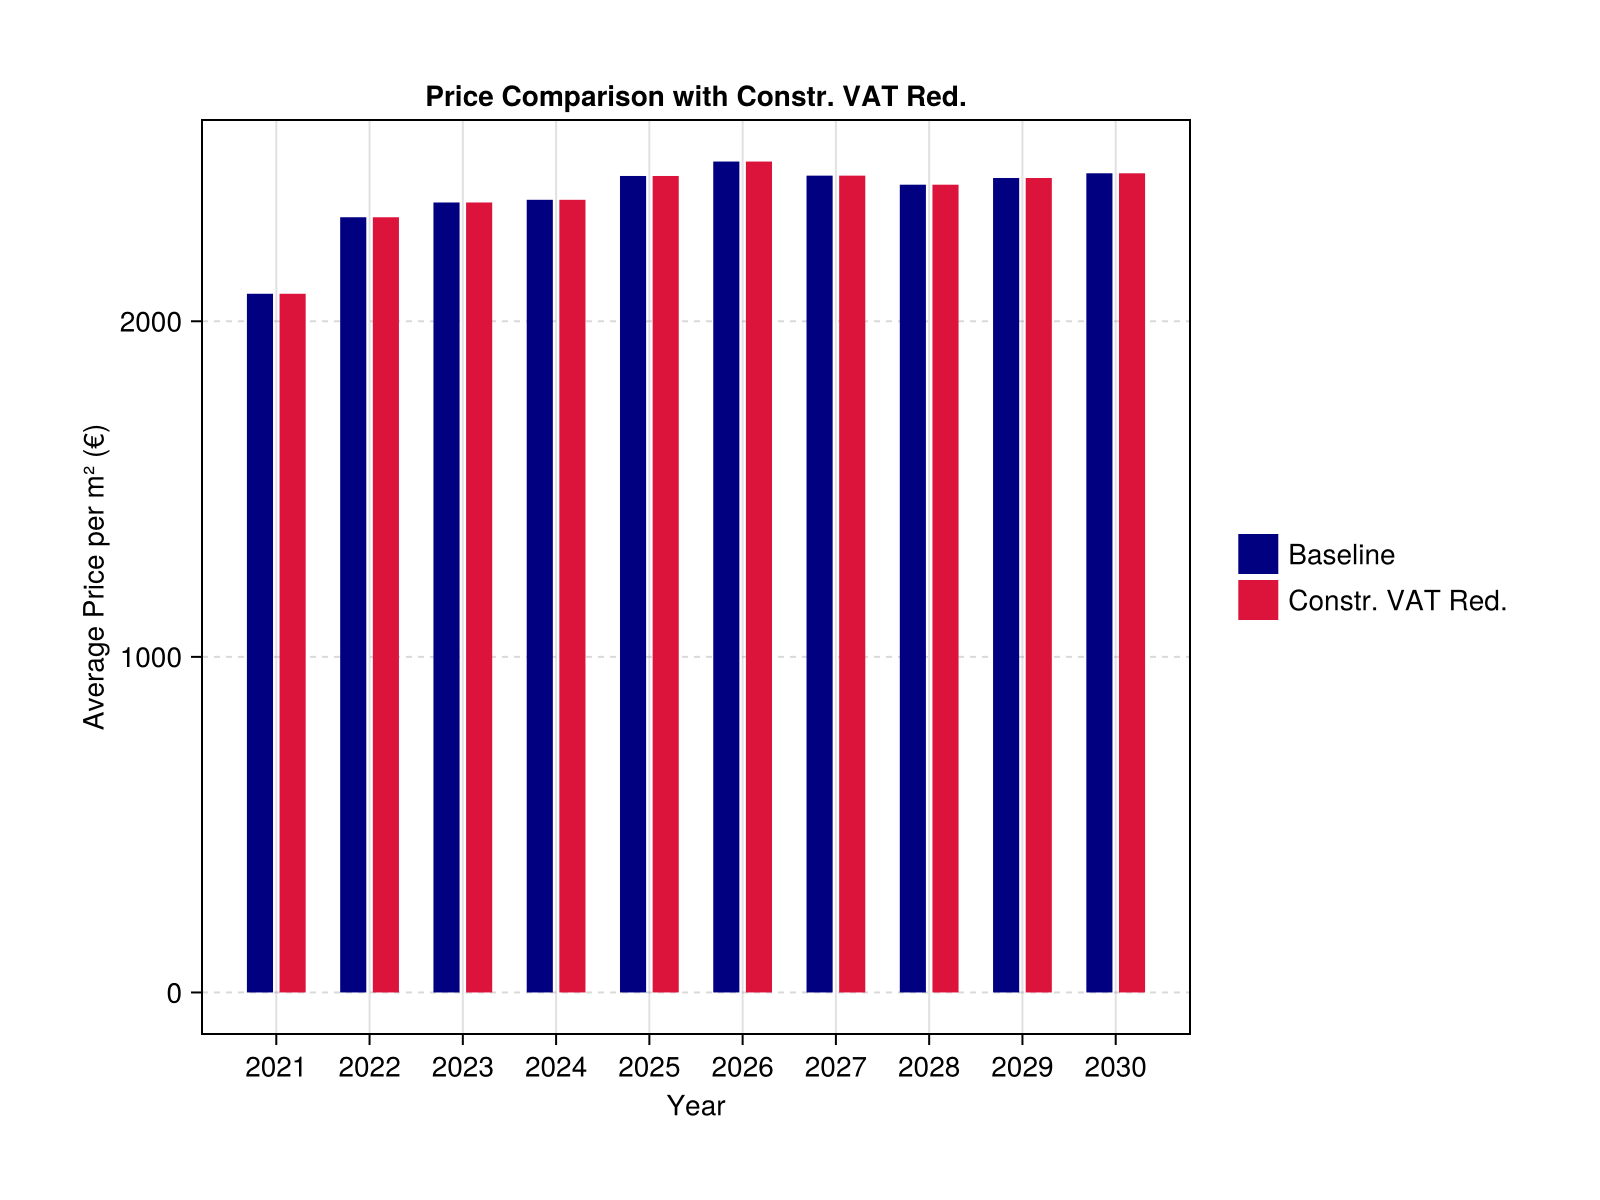 Price Comparison with Constr. VAT Red.
Average Price per m² (€)
2000
1000
0
2021 2022 2023 2024 2025 2026 2027 2028 2029 2030
Year
Baseline
Constr. VAT Red.